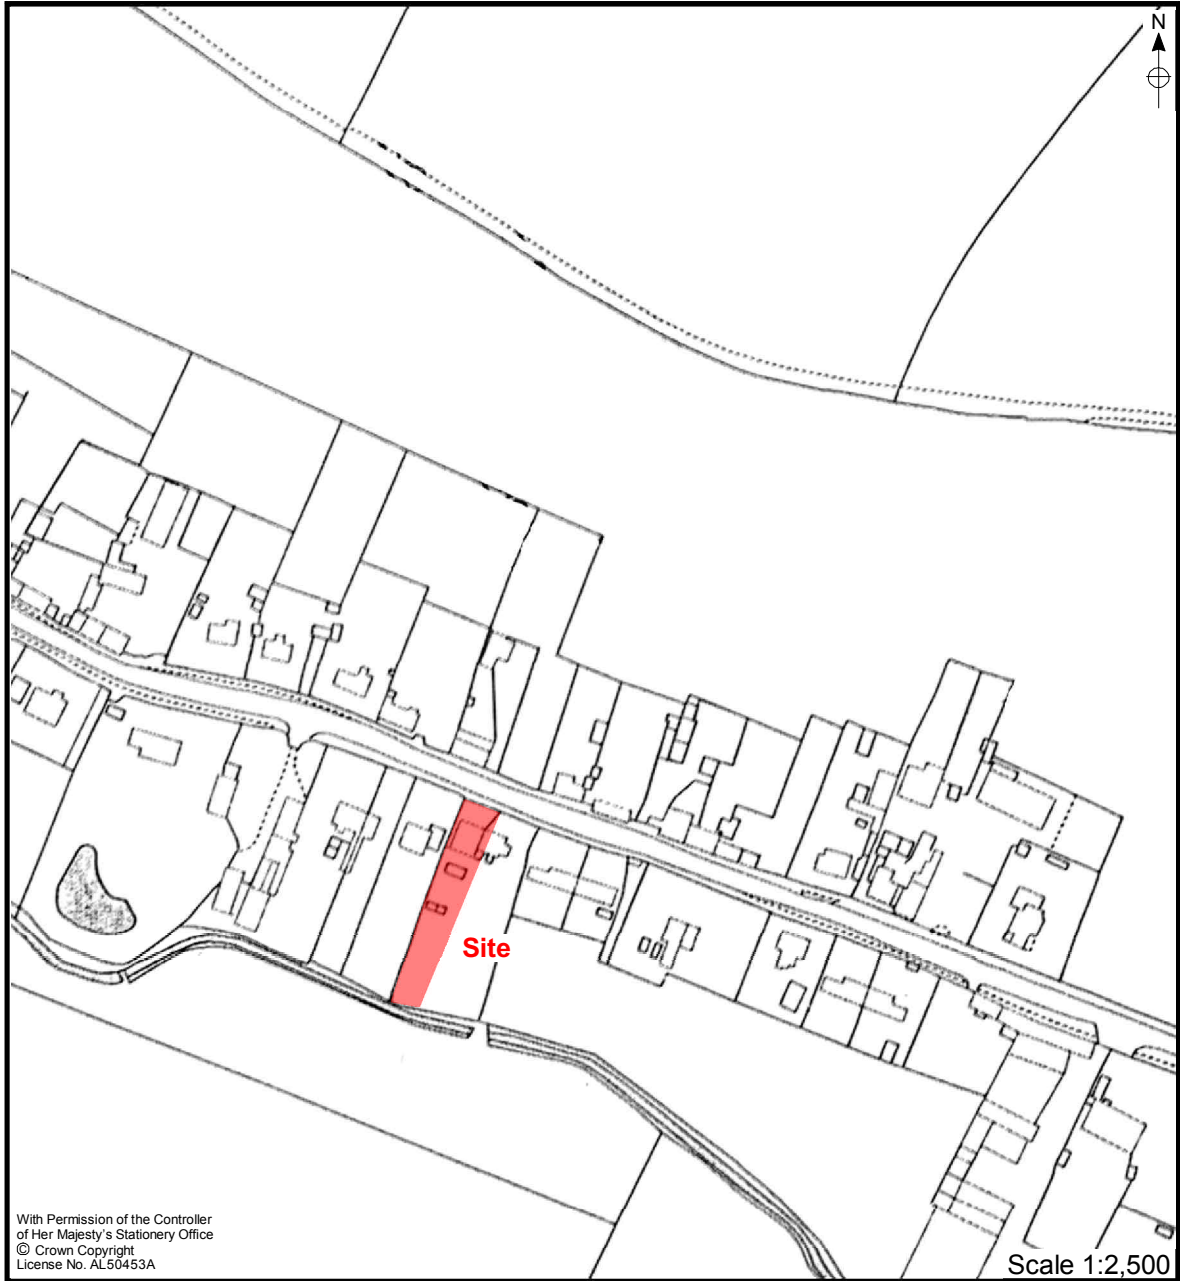 N
Site
With Permission of the Controller
of Her Majesty's Stationery Office
© Crown Copyright
License No. AL50453A
Scale 1:2,500